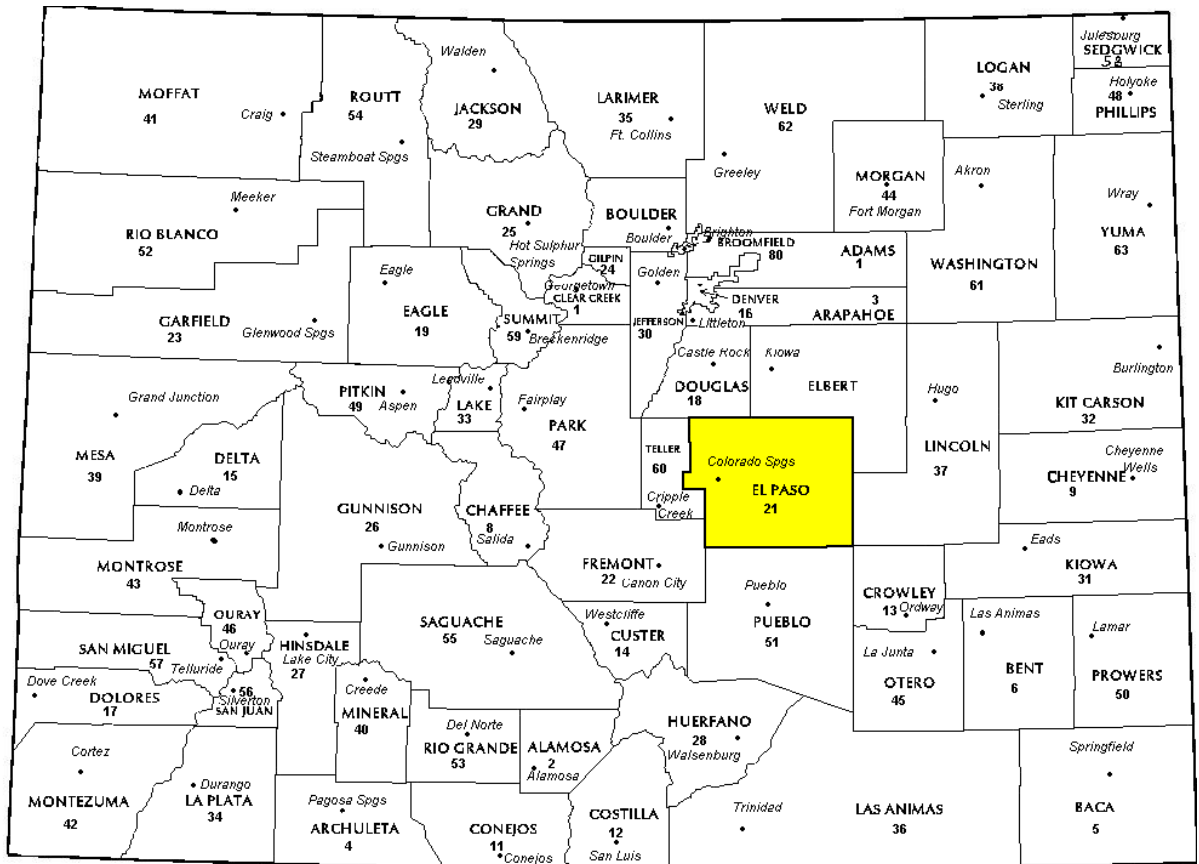 Walden
JACKSON
29
MOFFAT
41
Craig
ROUTT
54
Steamboat Spgs
LARIMER
35
Ft. Collins
WELD
62
Greeley
LOGAN
38
Sterling
Julesburg
SEDGWICK
58
Holyoke
48
PHILLIPS
MORGAN
44
Fort Morgan
Akron
WASHINGTON
61
Wray
YUMA
63
Meeker
RIO BLANCO
52
GRAND
25
Hot Sulphur
Springs
BOULDER
Boulder
Brighton
BROOMFIELD
80
ADAMS
1
GILPIN
24
Georgetown
CLEAR CREEK
1
Golden
JEFFERSON
30
DENVER
16
3
ARAPAHOE
Littleton
Eagle
EAGLE
19
SUMMIT
59
Breckenridge
GARFIELD
23
Glenwood Spgs
Castle Rock
DOUGLAS
18
Kiowa
ELBERT
Hugo
LINCOLN
37
Burlington
KIT CARSON
32
Grand Junction
MESA
39
PITKIN
49
Aspen
Leadville
LAKE
33
Fairplay
PARK
47
TELLER
60
Cripple
Creek
Colorado Spgs
EL PASO
21
Cheyenne
Wells
CHEYENNE
9
DELTA
15
Delta
GUNNISON
26
Gunnison
CHAFFEE
8
Salida
Montrose
MONTROSE
43
FREMONT
22
Canon City
Pueblo
PUEBLO
51
CROWLEY
13
Ordway
Eads
KIOWA
31
OURAY
46
Ouray
SAN MIGUEL
57
Telluride
HINSDALE
Lake City
27
SAGUACHE
55
Saguache
Westcliffe
CUSTER
14
La Junta
OTERO
45
Las Animas
BENT
6
Lamar
PROWERS
50
Dove Creek
DOLORES
17
56
Silverton
SAN JUAN
Creede
MINERAL
40
Del Norte
RIO GRANDE
53
ALAMOSA
2
Alamosa
HUERFANO
28
Walsenburg
Cortez
MONTEZUMA
42
Durango
LA PLATA
34
Pagosa Spgs
ARCHULETA
4
CONEJOS
11
Conejos
COSTILLA
12
San Luis
Trinidad
LAS ANIMAS
36
Springfield
BACA
5